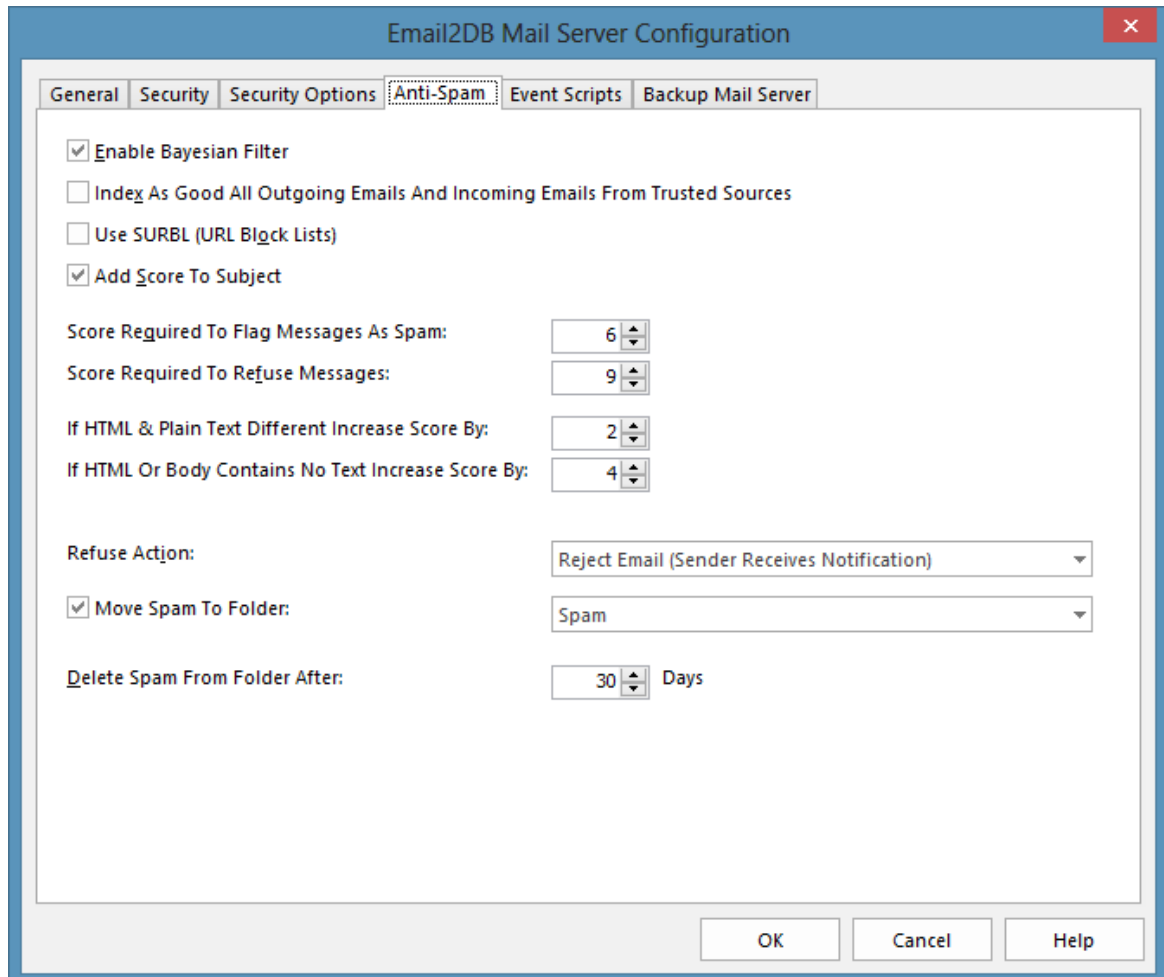 Email2DB Mail Server Configuration
General Security Security Options Anti-Spam Event Scripts Backup Mail Server
Enable Bayesian Filter
Index As Good All Outgoing Emails And Incoming Emails From Trusted Sources
Use SURBL (URL Block Lists)
Add Score To Subject
Score Required To Flag Messages As Spam: 6
Score Required To Refuse Messages: 9
If HTML & Plain Text Different Increase Score By: 2
If HTML Or Body Contains No Text Increase Score By: 4
Refuse Action: Reject Email (Sender Receives Notification)
Move Spam To Folder: Spam
Delete Spam From Folder After: 30 Days
OK Cancel Help